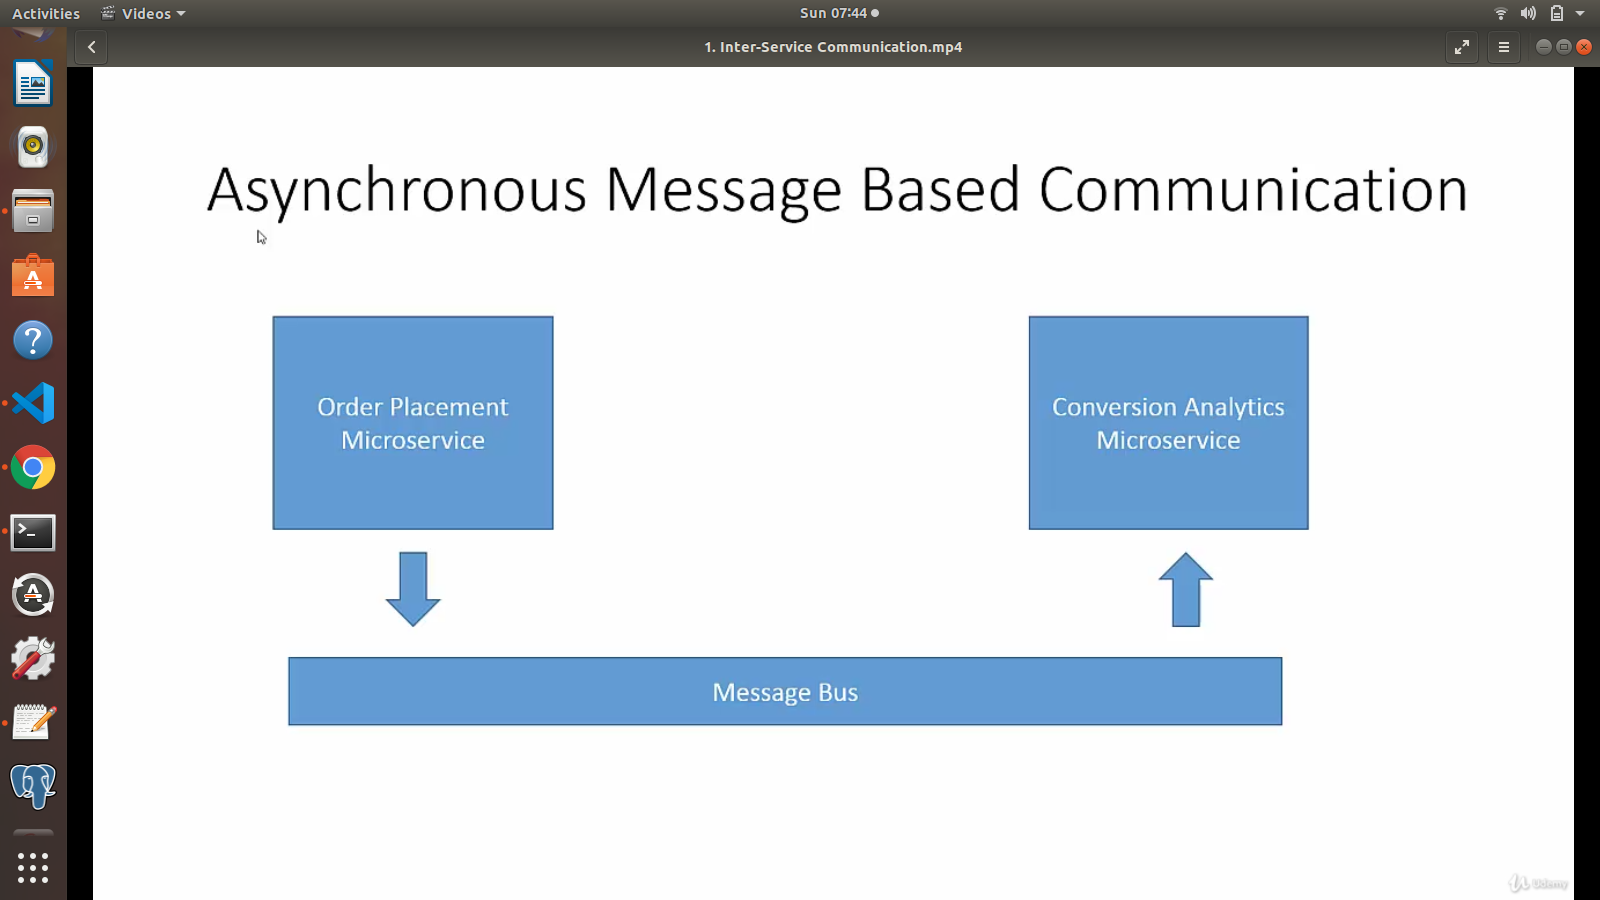 Activities
Videos
Sun 07:44
1. Inter-Service Communication.mp4
Asynchronous Message Based Communication
Order Placement
Microservice
Conversion Analytics
Microservice
Message Bus
Udemy